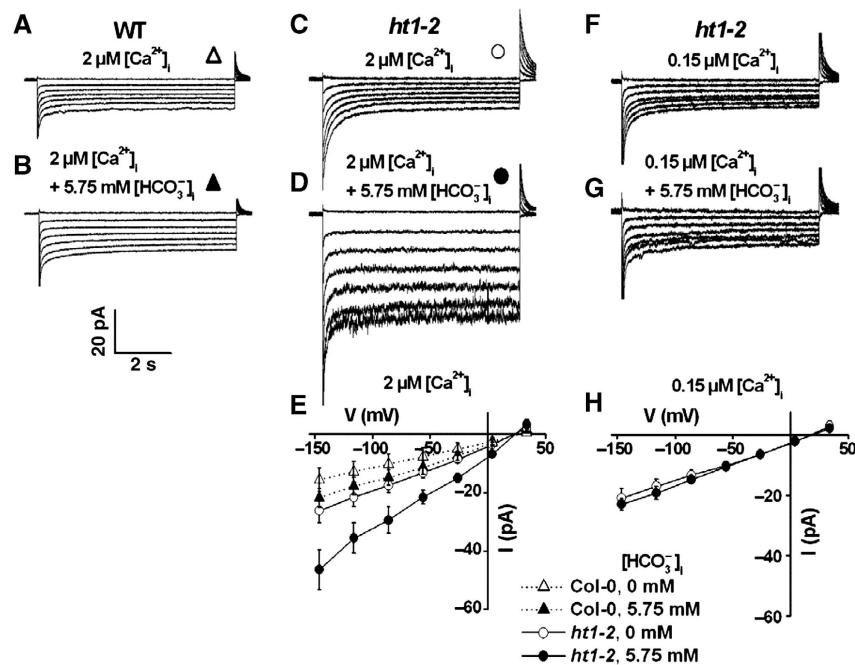 A
WT
2 µM [Ca2+]i
B
2 µM [Ca2+]i
+ 5.75 mM [HCO3−]i
20 pA
2 s
C
ht1-2
2 µM [Ca2+]i
D
2 µM [Ca2+]i
+ 5.75 mM [HCO3−]i
F
ht1-2
0.15 µM [Ca2+]i
G
0.15 µM [Ca2+]i
+ 5.75 mM [HCO3−]i
E
2 µM [Ca2+]i
V (mV)
−150
−100
−50
50
−20
−40
−60
I (pA)
H
0.15 µM [Ca2+]i
V (mV)
−150
−100
−50
50
−20
−40
−60
I (pA)
[HCO3−]i
Col-0, 0 mM
Col-0, 5.75 mM
ht1-2, 0 mM
ht1-2, 5.75 mM